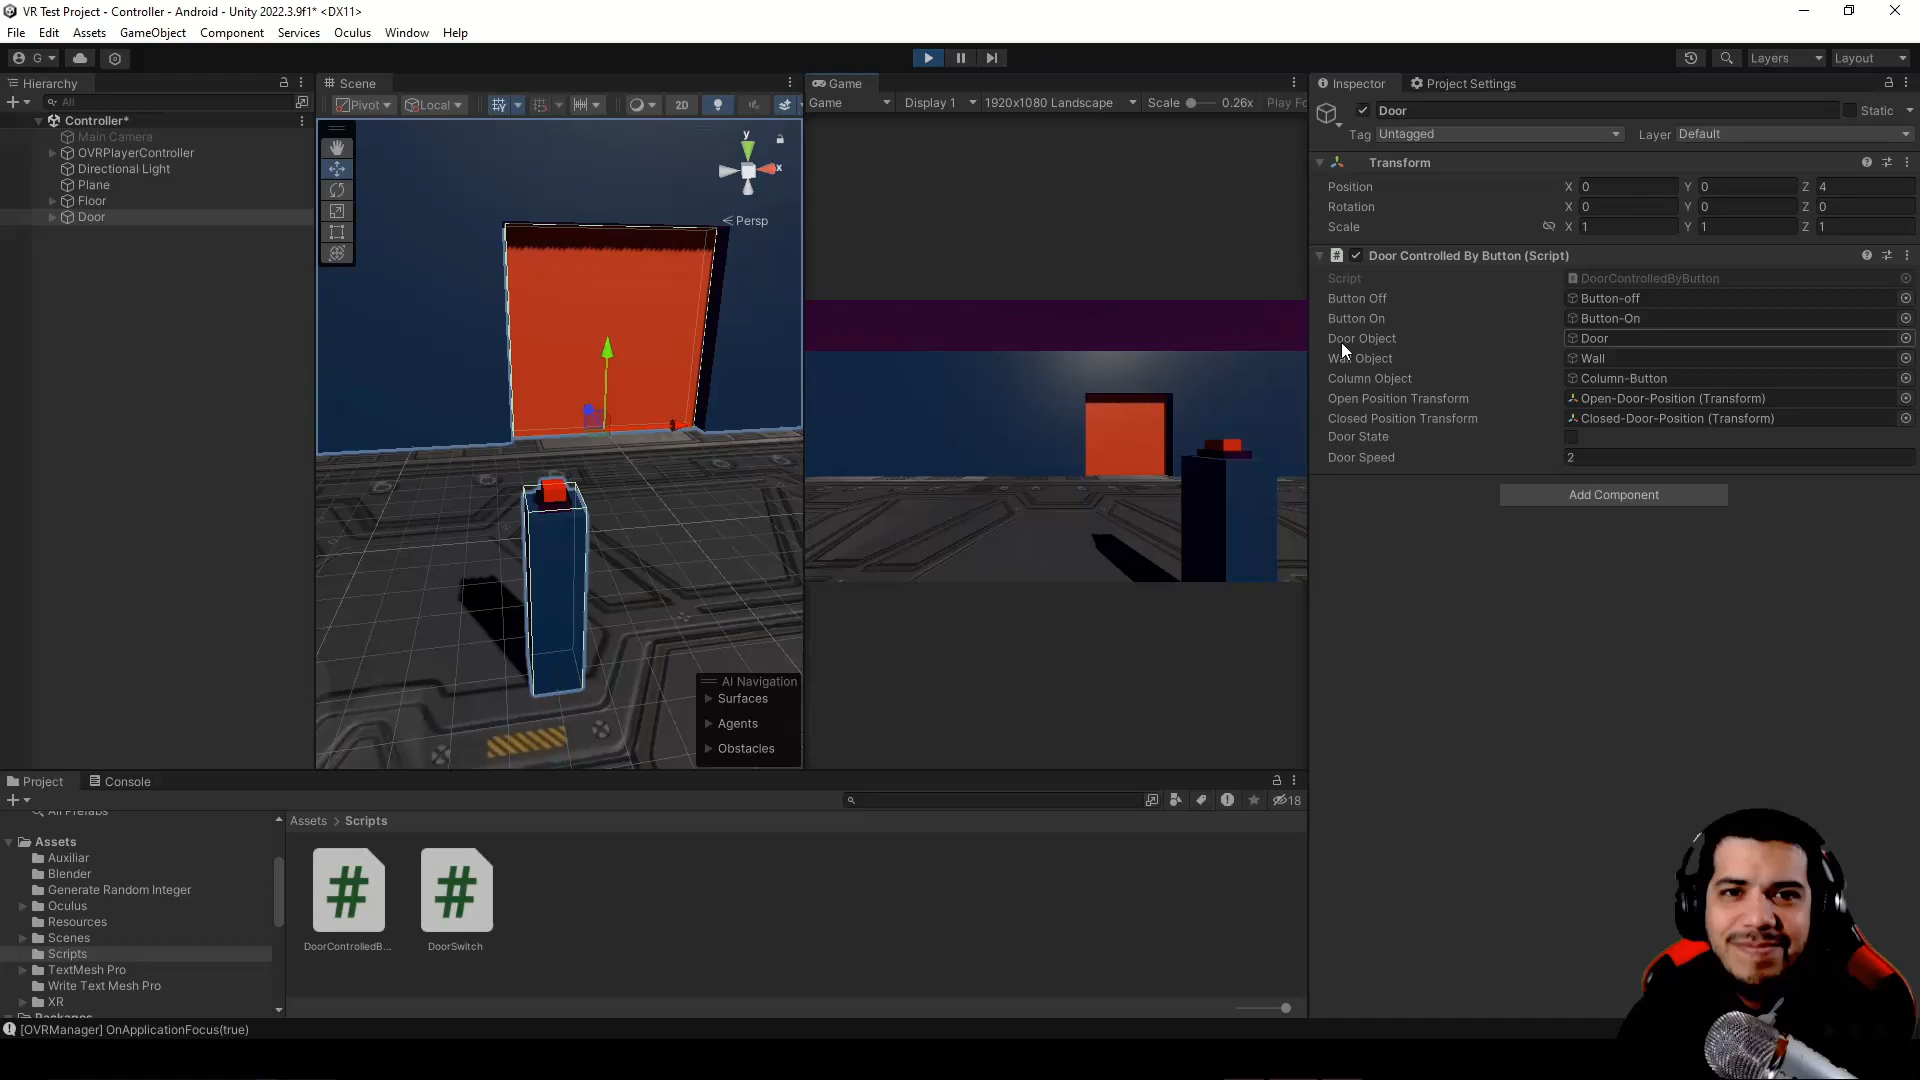 VR Test Project - Controller - Android - Unity 2022.3.9f1* <DX11>
File Edit Assets GameObject Component Services Oculus Window Help
G Layers Layout
Hierarchy
All
Controller*
Main Camera
OVRPlayerController
Directional Light
Plane
Floor
Door
Scene
Pivot Local 2D
y
x
Persp
AI Navigation
Surfaces
Agents
Obstacles
Game
Game Display 1 1920x1080 Landscape Scale 0.26x Play Fo
Inspector Project Settings
Door Static
Tag Untagged Layer Default
Transform
Position X 0 Y 0 Z 4
Rotation X 0 Y 0 Z 0
Scale X 1 Y 1 Z 1
# Door Controlled By Button (Script)
Script DoorControlledByButton
Button Off Button-off
Button On Button-On
Door Object Door
Wall Object Wall
Column Object Column-Button
Open Position Transform Open-Door-Position (Transform)
Closed Position Transform Closed-Door-Position (Transform)
Door State
Door Speed 2
Add Component
Project Console
18
All Prefabs
Assets
Auxiliar
Blender
Generate Random Integer
Oculus
Resources
Scenes
Scripts
TextMesh Pro
Write Text Mesh Pro
XR
Packages
Assets > Scripts
# #
DoorControlledB... DoorSwitch
[OVRManager] OnApplicationFocus(true)